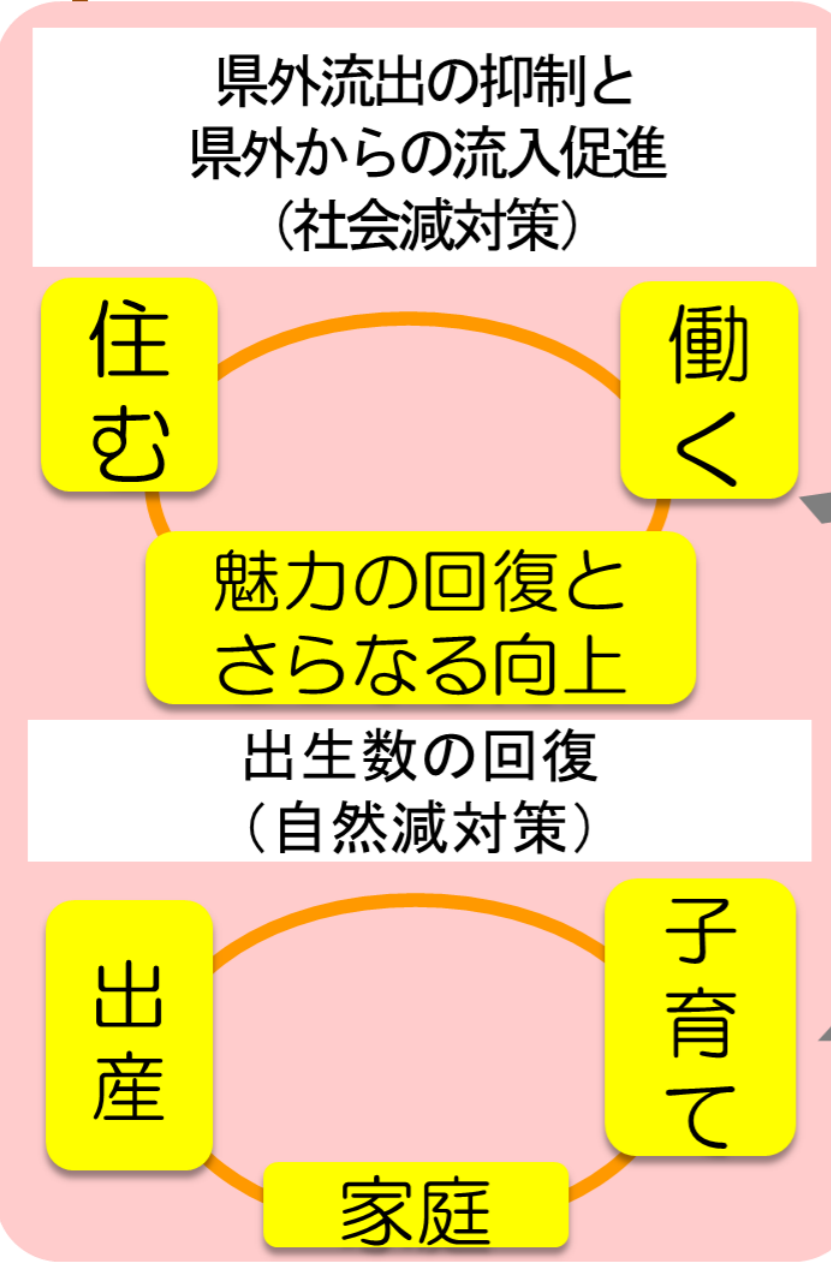 県外流出の抑制と
県外からの流入促進
（社会減対策）
住む
働く
魅力の回復と
さらなる向上
出生数の回復
（自然減対策）
出産
子育て
家庭